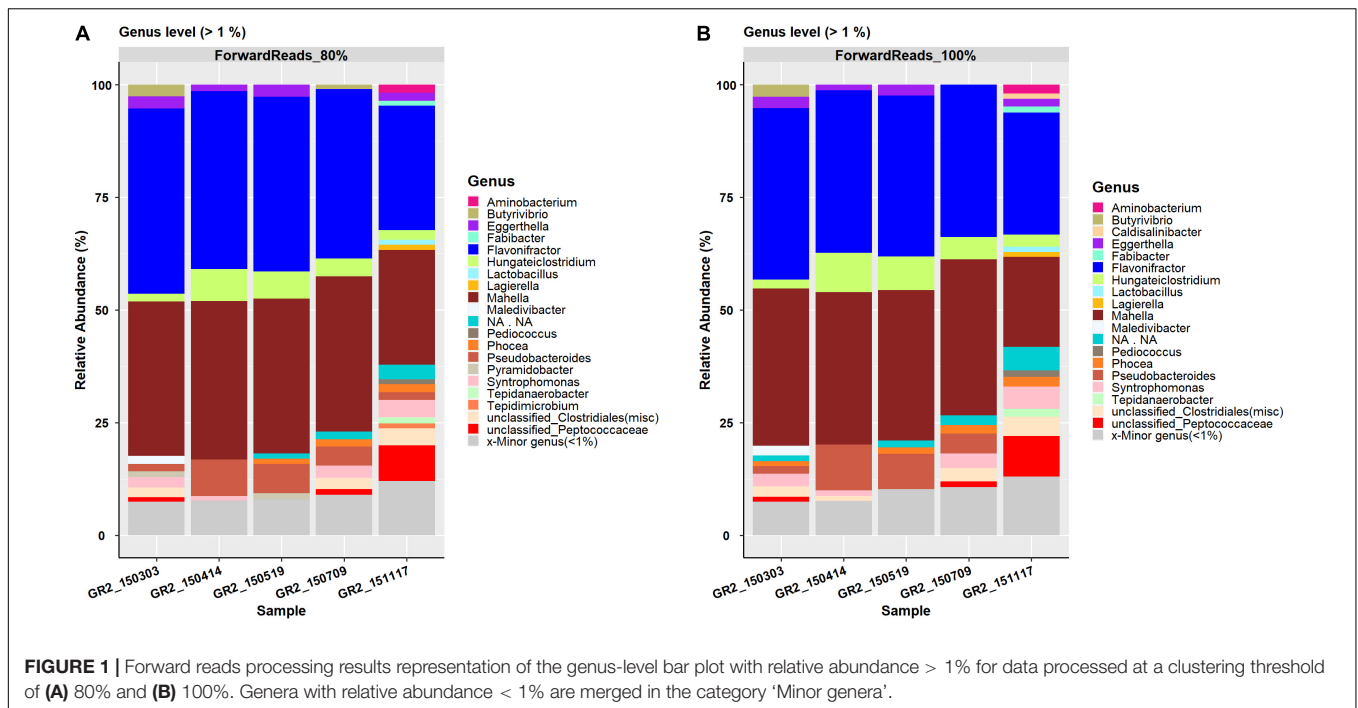 A
Genus level (> 1 %)
ForwardReads_80%
100
75
50
25
0
Relative Abundance (%)
GR2_150303
GR2_150414
GR2_150519
GR2_150709
GR2_151117
Sample
Genus
Aminobacterium
Butyrivibrio
Eggerthella
Fabibacter
Flavonifractor
Hungateiclostridium
Lactobacillus
Lagierella
Mahella
Maledivibacter
NA . NA
Pediococcus
Phocea
Pseudobacteroides
Pyramidobacter
Syntrophomonas
Tepidanaerobacter
Tepidimicrobium
unclassified_Clostridiales(misc)
unclassified_Peptococcaceae
x-Minor genus(<1%)
B
Genus level (> 1 %)
ForwardReads_100%
100
75
50
25
0
Relative Abundance (%)
GR2_150303
GR2_150414
GR2_150519
GR2_150709
GR2_151117
Sample
Genus
Aminobacterium
Butyrivibrio
Caldisalinibacter
Eggerthella
Fabibacter
Flavonifractor
Hungateiclostridium
Lactobacillus
Lagierella
Mahella
Maledivibacter
NA . NA
Pediococcus
Phocea
Pseudobacteroides
Syntrophomonas
Tepidanaerobacter
unclassified_Clostridiales(misc)
unclassified_Peptococcaceae
x-Minor genus(<1%)
FIGURE 1 | Forward reads processing results representation of the genus-level bar plot with relative abundance > 1% for data processed at a clustering threshold
of (A) 80% and (B) 100%. Genera with relative abundance < 1% are merged in the category ‘Minor genera’.